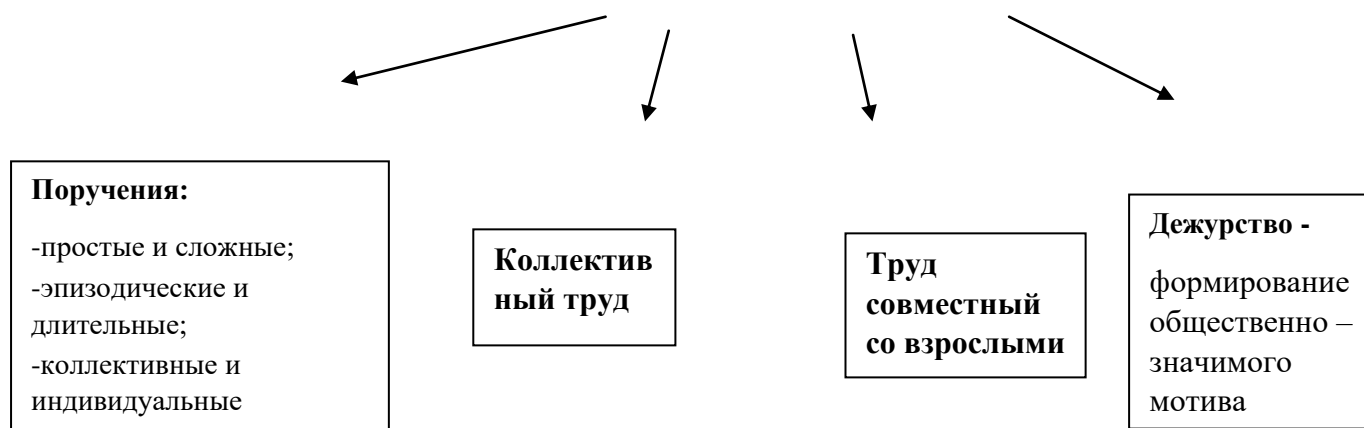 Поручения:
-простые и сложные;
-эпизодические и
длительные;
-коллективные и
индивидуальные
Коллектив
ный труд
Труд
совместный
со взрослыми
Дежурство -
формирование
общественно –
значимого
мотива